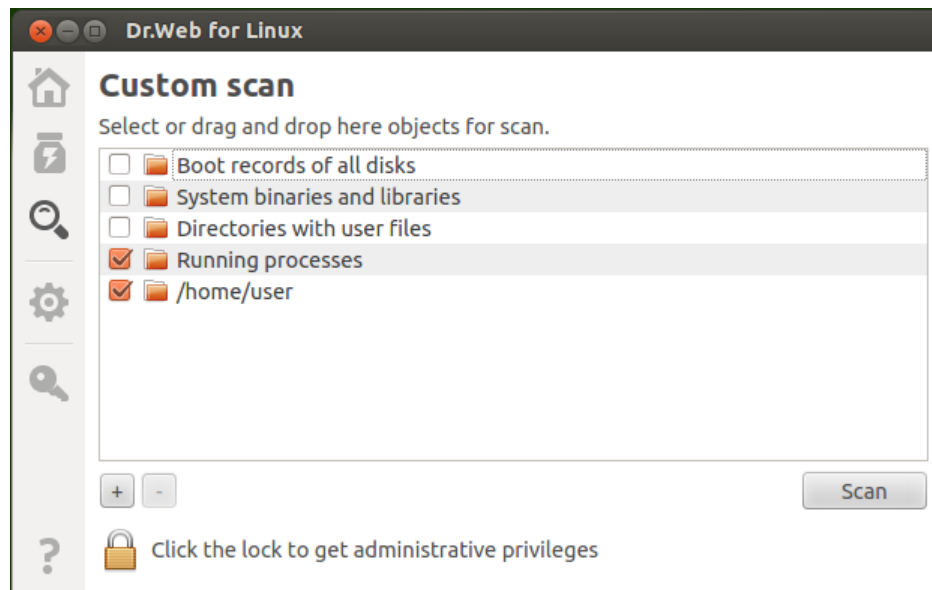 Dr.Web for Linux
Custom scan
Select or drag and drop here objects for scan.
Boot records of all disks
System binaries and libraries
Directories with user files
Running processes
/home/user
+ -
Scan
Click the lock to get administrative privileges
?